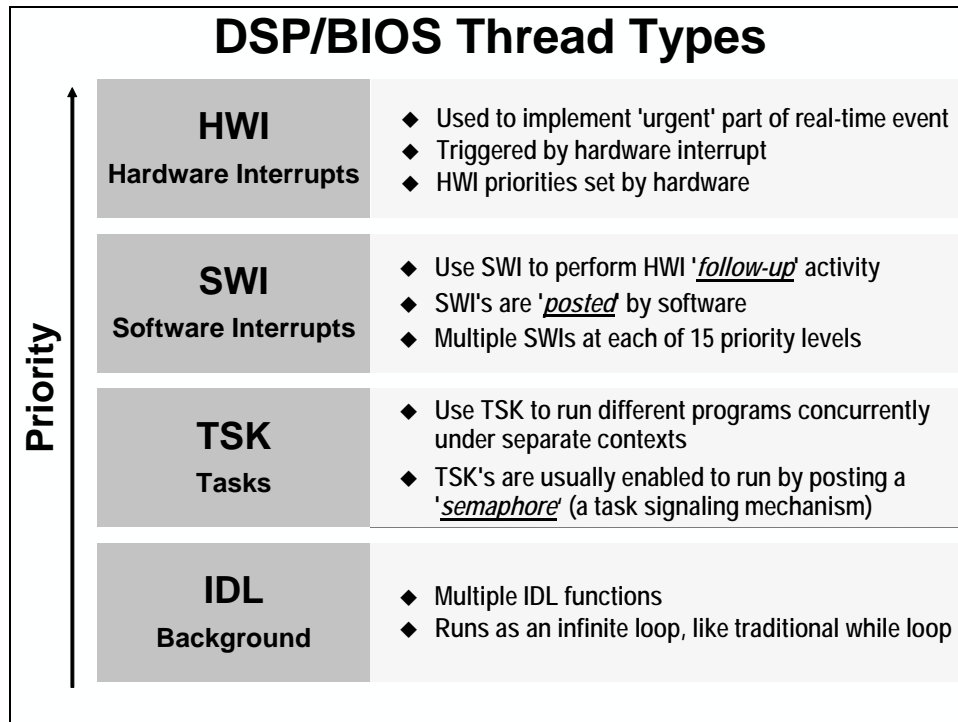 DSP/BIOS Thread Types
Priority
HWI
Hardware Interrupts
◆ Used to implement 'urgent' part of real-time event
◆ Triggered by hardware interrupt
◆ HWI priorities set by hardware
SWI
Software Interrupts
◆ Use SWI to perform HWI 'follow-up' activity
◆ SWI's are 'posted' by software
◆ Multiple SWIs at each of 15 priority levels
TSK
Tasks
◆ Use TSK to run different programs concurrently
under separate contexts
◆ TSK's are usually enabled to run by posting a
'semaphore' (a task signaling mechanism)
IDL
Background
◆ Multiple IDL functions
◆ Runs as an infinite loop, like traditional while loop